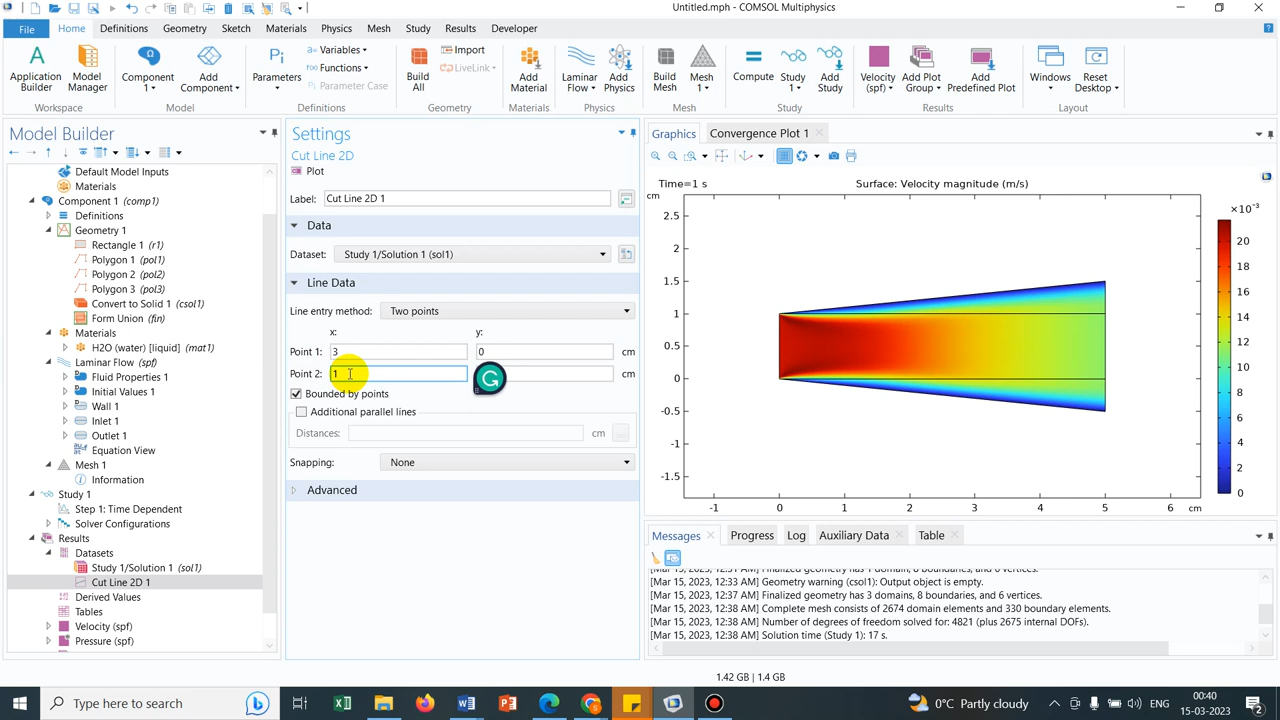 Untitled.mph - COMSOL Multiphysics
File Home Definitions Geometry Sketch Materials Physics Mesh Study Results Developer
Application Builder
Model Manager
Workspace
Component 1
Add Component
Model
Parameters
a= Variables
f(x) Functions
Pi Parameter Case
Definitions
Build All
Import
LiveLink
Geometry
Add Material
Materials
Laminar Flow
Add Physics
Physics
Build Mesh
Mesh 1
Mesh
Compute
Study 1
Add Study
Study
Velocity (spf)
Add Plot Group
Add Predefined Plot
Results
Windows
Reset Desktop
Layout
Model Builder
Default Model Inputs
Materials
Component 1 (comp1)
Definitions
Geometry 1
Rectangle 1 (r1)
Polygon 1 (pol1)
Polygon 2 (pol2)
Polygon 3 (pol3)
Convert to Solid 1 (csol1)
Form Union (fin)
Materials
H2O (water) [liquid] (mat1)
Laminar Flow (spf)
Fluid Properties 1
Initial Values 1
Wall 1
Inlet 1
Outlet 1
Equation View
Mesh 1
Information
Study 1
Step 1: Time Dependent
Solver Configurations
Results
Datasets
Study 1/Solution 1 (sol1)
Cut Line 2D 1
Derived Values
Tables
Velocity (spf)
Pressure (spf)
Settings
Cut Line 2D
Plot
Label: Cut Line 2D 1
Data
Dataset: Study 1/Solution 1 (sol1)
Line Data
Line entry method: Two points
x: y:
Point 1: 3 0 cm
Point 2: 1 cm
Bounded by points
Additional parallel lines
Distances: cm
Snapping: None
Advanced
Graphics Convergence Plot 1
Time=1 s Surface: Velocity magnitude (m/s)
cm
2.5
2
1.5
1
0.5
0
-0.5
-1
-1.5
-1 0 1 2 3 4 5 6 cm
×10⁻³
20
18
16
14
12
10
8
6
4
2
0
Messages Progress Log Auxiliary Data Table
[Mar 15, 2023, 12:33 AM] Geometry warning (csol1): Output object is empty.
[Mar 15, 2023, 12:37 AM] Finalized geometry has 3 domains, 8 boundaries, and 6 vertices.
[Mar 15, 2023, 12:38 AM] Complete mesh consists of 2674 domain elements and 330 boundary elements.
[Mar 15, 2023, 12:38 AM] Number of degrees of freedom solved for: 4821 (plus 2675 internal DOFs).
[Mar 15, 2023, 12:38 AM] Solution time (Study 1): 17 s.
1.42 GB | 1.4 GB
Type here to search
0°C Partly cloudy
ENG
00:40
15-03-2023